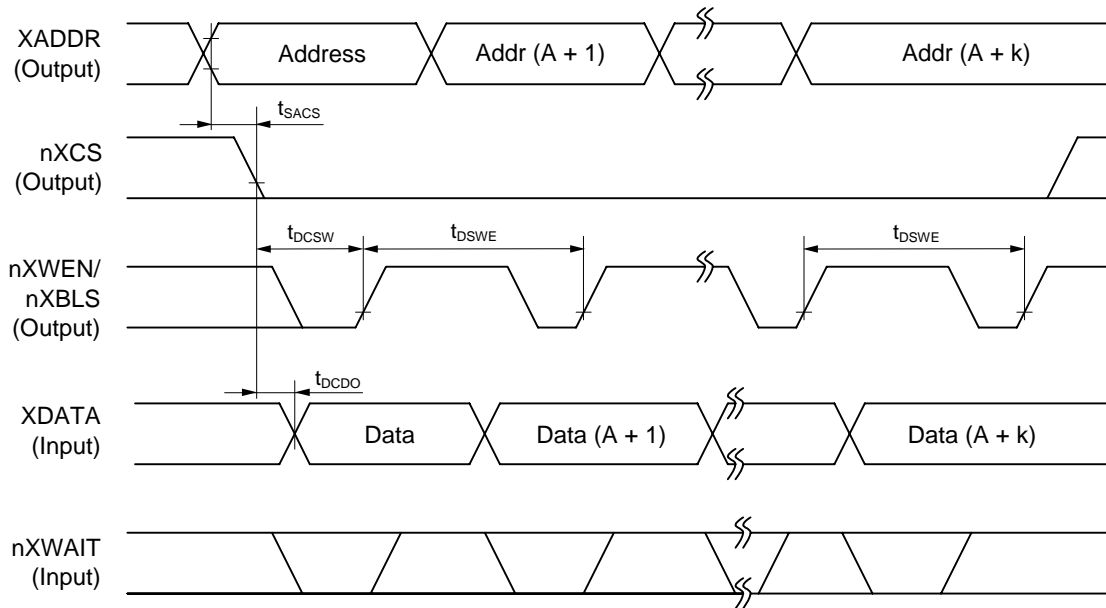 XADDR
(Output)
Address
Addr (A + 1)
Addr (A + k)
tSACS
nXCS
(Output)
tDCSW
tDSWE
tDSWE
nXWEN/
nXBLS
(Output)
tDCDO
XDATA
(Input)
Data
Data (A + 1)
Data (A + k)
nXWAIT
(Input)